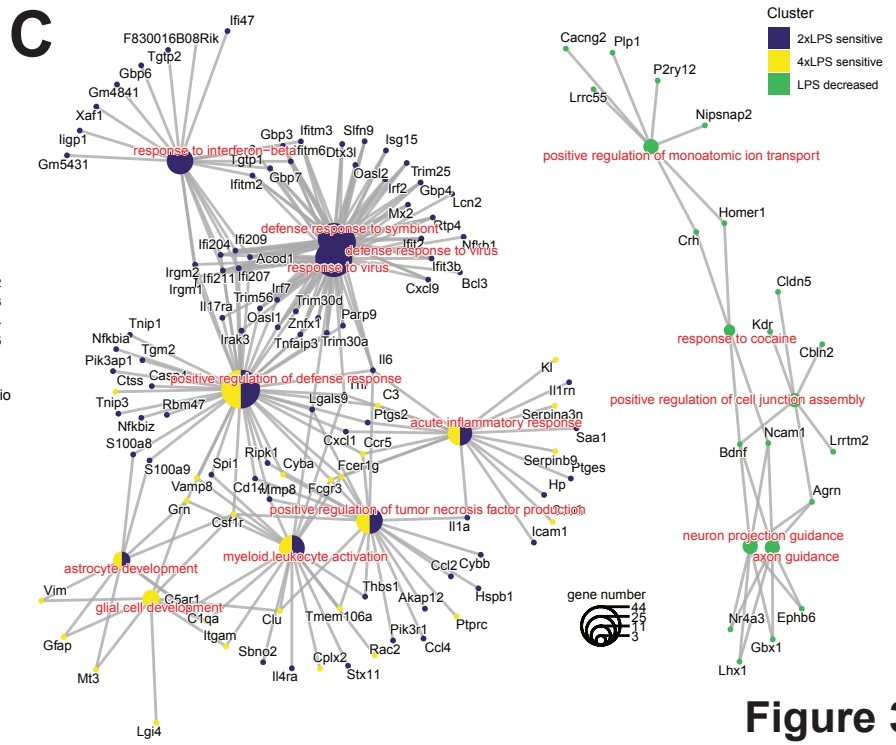 C
Cluster
2xLPS sensitive
4xLPS sensitive
LPS decreased
Ifi47
F830016B08Rik
Tgtp2
Gbp6
Gm4841
Xaf1
Iigp1
Gm5431
response to interferon-beta
Gbp3
Ifitm3
Slfn9
Isg15
Ifitm6
Dtx3l
Tgtp1
Gbp7
Oasl2
Trim25
Ifitm2
Irf2
Gbp4
Lcn2
Mx2
Rtp4
defense response to symbiont
Ifit2
Nfkb1
defense response to virus
Ifi204
Ifi209
Acod1
response to virus
Ifit3b
Bcl3
Irgm2
Ifi211
Ifi207
Irgm1
Cxcl9
Trim56
Irf7
Il17ra
Trim30d
Parp9
Oasl1
Znfx1
Irak3
Tnfaip3
Trim30a
Tnip1
Nfkbia
Tgm2
Pik3ap1
Ctss
positive regulation of defense response
Il6
C3
Tnip3
Rbm47
Nfkbiz
Lgals9
Ptgs2
S100a8
Cxcl1
Ccr5
acute inflammatory response
Kl
Il1rn
Serpina3n
Saa1
Serpinb9
Ptges
Hp
Icam1
S100a9
Spi1
Ripk1
Cyba
Fcer1g
Vamp8
Cd14
Mmp8
Fcgr3
Grn
Csf1r
positive regulation of tumor necrosis factor production
Il1a
myeloid leukocyte activation
astrocyte development
glial cell development
Vim
C5ar1
C1qa
Gfap
Itgam
Mt3
Lgi4
Sbno2
Clu
Il4ra
Tmem106a
Cplx2
Stx11
Rac2
Thbs1
Akap12
Pik3r1
Ccl4
Ccl2
Cybb
Hspb1
Ptprc
gene number
44
25
11
3
Cacng2
Plp1
P2ry12
Lrrc55
Nipsnap2
positive regulation of monoatomic ion transport
Homer1
Crh
Cldn5
Kdr
response to cocaine
Cbln2
positive regulation of cell junction assembly
Ncam1
Bdnf
Lrrtm2
Agrn
neuron projection guidance
axon guidance
Nr4a3
Ephb6
Gbx1
Lhx1
io
Figure 3